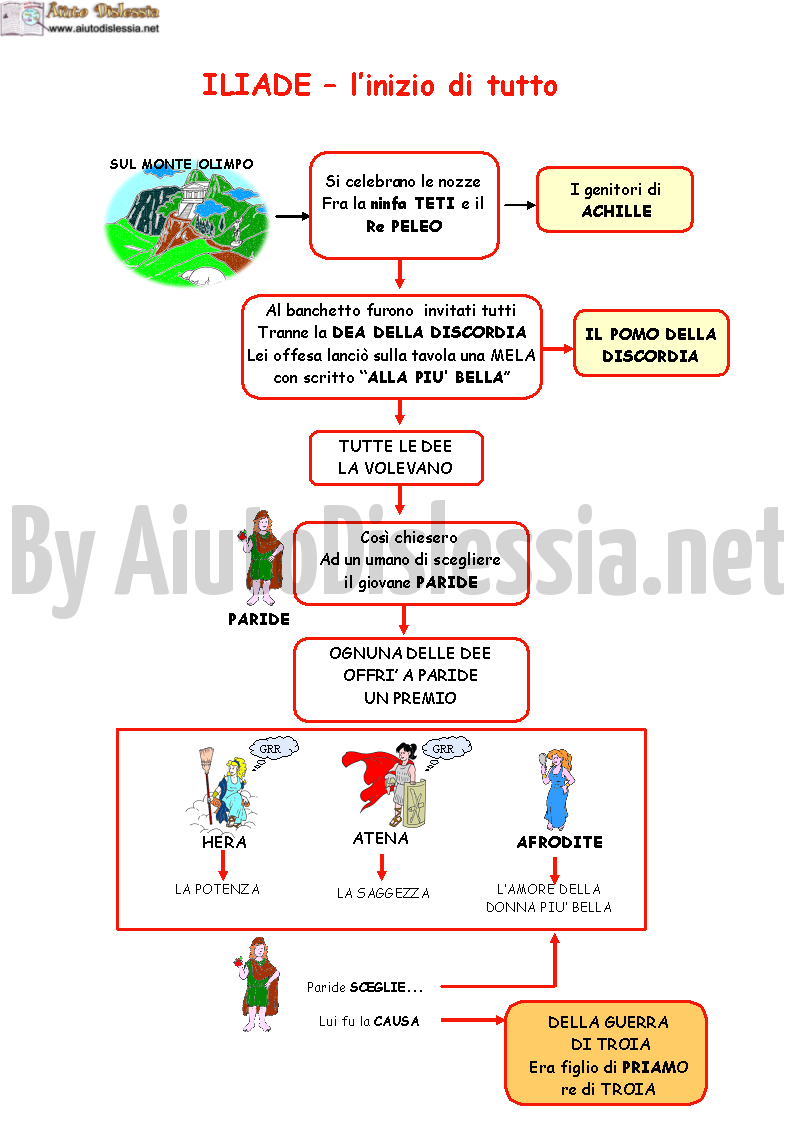 Aiuto Dislessia
www.aiutodislessia.net
ILIADE – l'inizio di tutto
SUL MONTE OLIMPO
Si celebrano le nozze
Fra la ninfa TETI e il
Re PELEO
I genitori di
ACHILLE
Al banchetto furono invitati tutti
Tranne la DEA DELLA DISCORDIA
Lei offesa lanciò sulla tavola una MELA
con scritto “ALLA PIU' BELLA”
IL POMO DELLA
DISCORDIA
TUTTE LE DEE
LA VOLEVANO
By AiutoDislessia.net
Così chiesero
Ad un umano di scegliere
il giovane PARIDE
PARIDE
OGNUNA DELLE DEE
OFFRI' A PARIDE
UN PREMIO
GRR
GRR
HERA
ATENA
AFRODITE
LA POTENZA
LA SAGGEZZA
L'AMORE DELLA
DONNA PIU' BELLA
Paride SCEGLIE...
Lui fu la CAUSA
DELLA GUERRA
DI TROIA
Era figlio di PRIAMO
re di TROIA